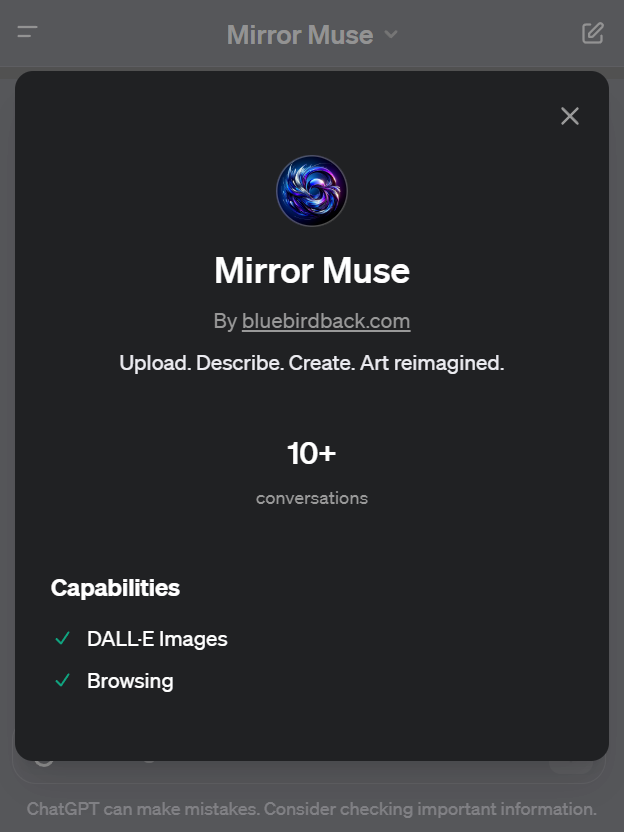 Mirror Muse
Mirror Muse
By bluebirdback.com
Upload. Describe. Create. Art reimagined.
10+
conversations
Capabilities
DALL·E Images
Browsing
ChatGPT can make mistakes. Consider checking important information.